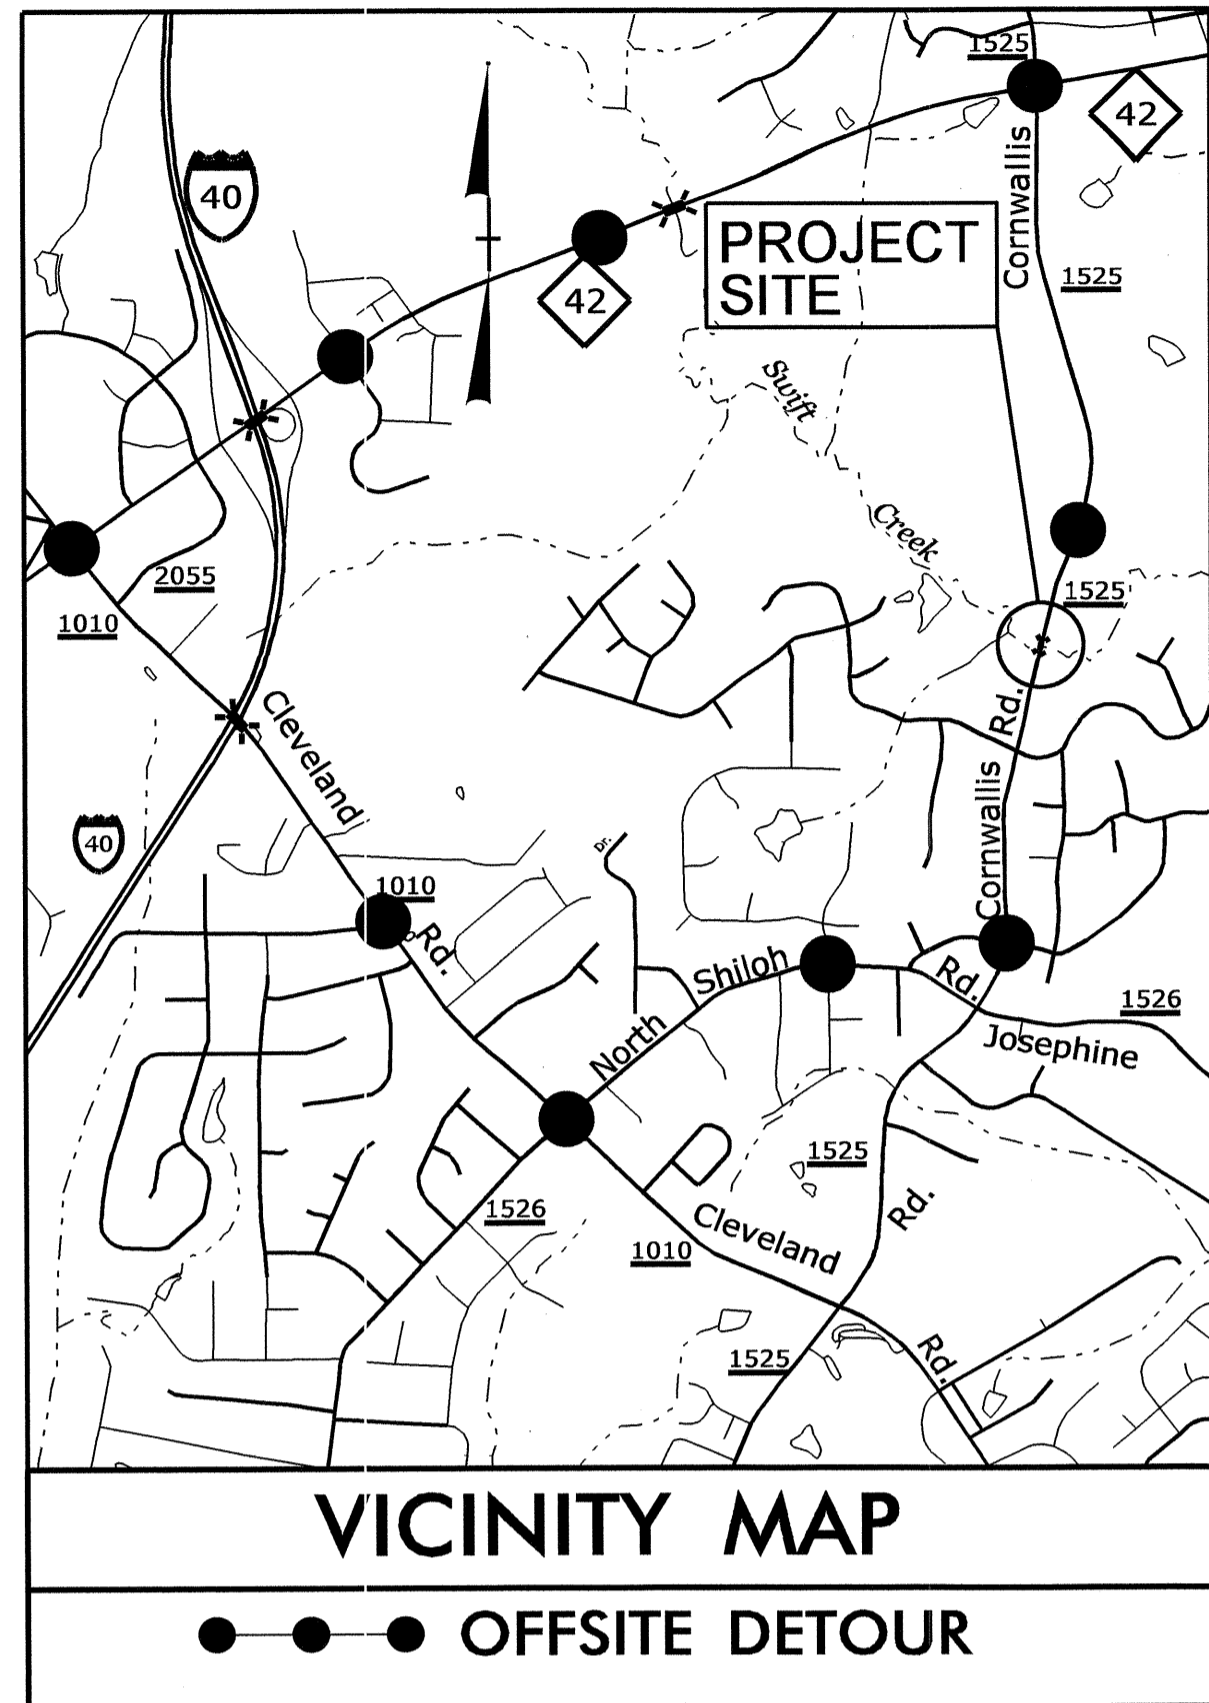 1525
42
40
Cornwallis
PROJECT
SITE
1525
42
Swift
Creek
2055
1525
1010
Rd.
Cleveland
Cornwallis
40
Dr.
1010
Rd.
Shiloh
Rd.
1526
North
Josephine
1525
1526
Rd.
Cleveland
1010
1525
Rd.
VICINITY MAP
OFFSITE DETOUR